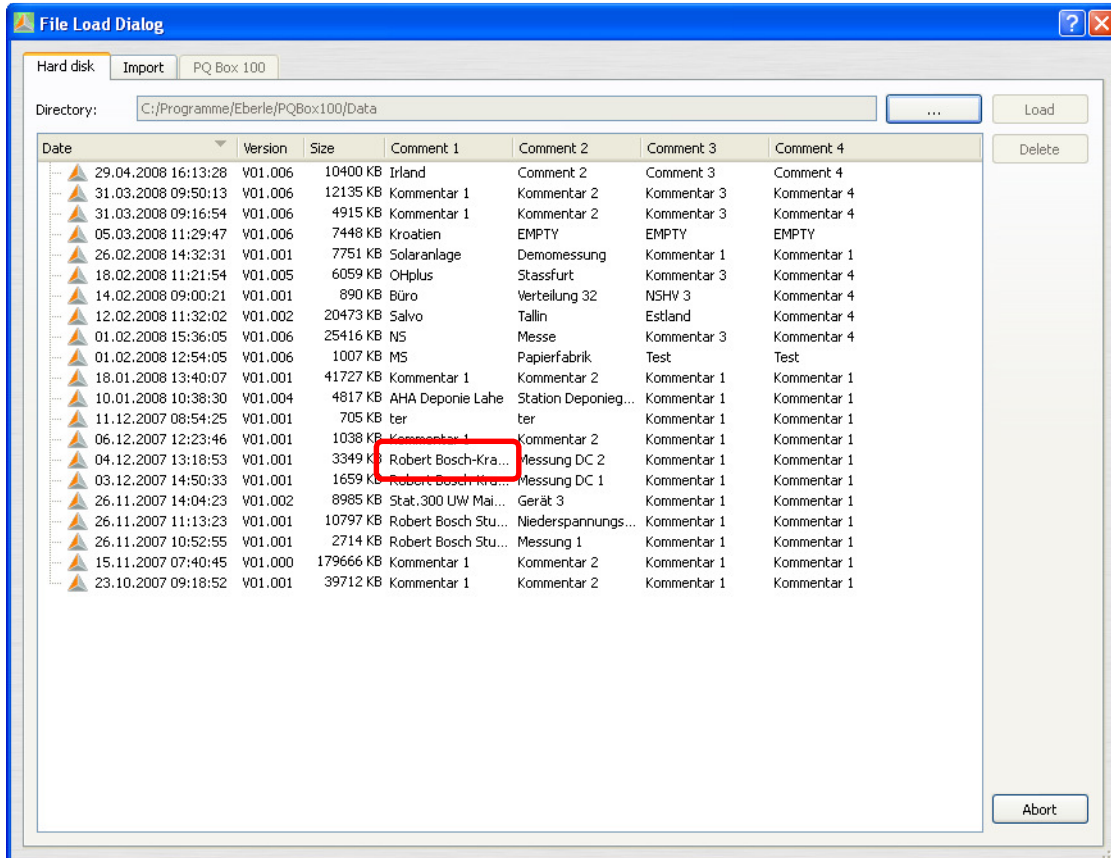 File Load Dialog
Hard disk Import PQ Box 100
Directory: C:/Programme/Eberle/PQBox100/Data ... Load
Date Version Size Comment 1 Comment 2 Comment 3 Comment 4 Delete
29.04.2008 16:13:28 V01.006 10400 KB Irland Comment 2 Comment 3 Comment 4
31.03.2008 09:50:13 V01.006 12135 KB Kommentar 1 Kommentar 2 Kommentar 3 Kommentar 4
31.03.2008 09:16:54 V01.006 4915 KB Kommentar 1 Kommentar 2 Kommentar 3 Kommentar 4
05.03.2008 11:29:47 V01.006 7448 KB Kroatien EMPTY EMPTY EMPTY
26.02.2008 14:32:31 V01.001 7751 KB Solaranlage Demomessung Kommentar 1 Kommentar 1
18.02.2008 11:21:54 V01.005 6059 KB OHplus Stassfurt Kommentar 3 Kommentar 4
14.02.2008 09:00:21 V01.001 890 KB Büro Verteilung 32 NSHV 3 Kommentar 4
12.02.2008 11:32:02 V01.002 20473 KB Salvo Tallin Estland Kommentar 4
01.02.2008 15:36:05 V01.006 25416 KB NS Messe Kommentar 3 Kommentar 4
01.02.2008 12:54:05 V01.006 1007 KB MS Papierfabrik Test Test
18.01.2008 13:40:07 V01.001 41727 KB Kommentar 1 Kommentar 2 Kommentar 1 Kommentar 1
10.01.2008 10:38:30 V01.004 4817 KB AHA Deponie Lahe Station Deponieg... Kommentar 1 Kommentar 1
11.12.2007 08:54:25 V01.001 705 KB ter ter Kommentar 1 Kommentar 1
06.12.2007 12:23:46 V01.001 1038 KB Kommentar 1 Kommentar 2 Kommentar 1 Kommentar 1
04.12.2007 13:18:53 V01.001 3349 KB Robert Bosch-Kra... Messung DC 2 Kommentar 1 Kommentar 1
03.12.2007 14:50:33 V01.001 1659 KB Robert Bosch-Kra... Messung DC 1 Kommentar 1 Kommentar 1
26.11.2007 14:04:23 V01.002 8985 KB Stat.300 UW Mai... Gerät 3 Kommentar 1 Kommentar 1
26.11.2007 11:13:23 V01.001 10797 KB Robert Bosch Stu... Niederspannungs... Kommentar 1 Kommentar 1
26.11.2007 10:52:55 V01.001 2714 KB Robert Bosch Stu... Messung 1 Kommentar 1 Kommentar 1
15.11.2007 07:40:45 V01.000 179666 KB Kommentar 1 Kommentar 2 Kommentar 1 Kommentar 1
23.10.2007 09:18:52 V01.001 39712 KB Kommentar 1 Kommentar 2 Kommentar 1 Kommentar 1
Abort